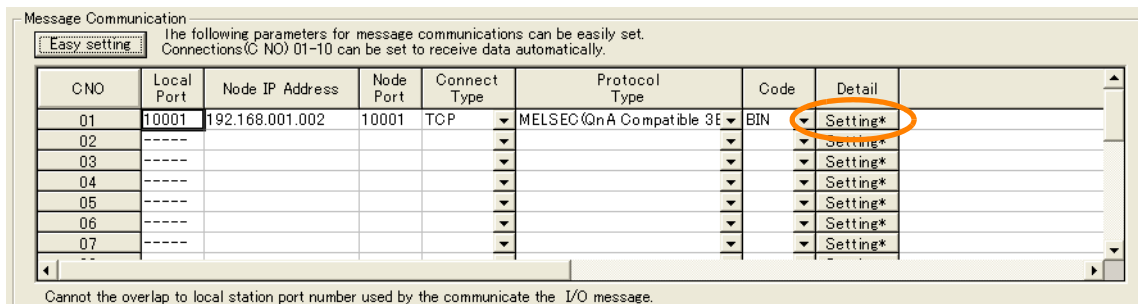 Message Communication
Easy setting
The following parameters for message communications can be easily set.
Connections(C NO) 01-10 can be set to receive data automatically.
CNO Local Port Node IP Address Node Port Connect Type Protocol Type Code Detail
01 10001 192.168.001.002 10001 TCP MELSEC(QnA Compatible 3E BIN Setting*
02 ----- Setting*
03 ----- Setting*
04 ----- Setting*
05 ----- Setting*
06 ----- Setting*
07 ----- Setting*
Cannot the overlap to local station port number used by the communicate the I/O message.